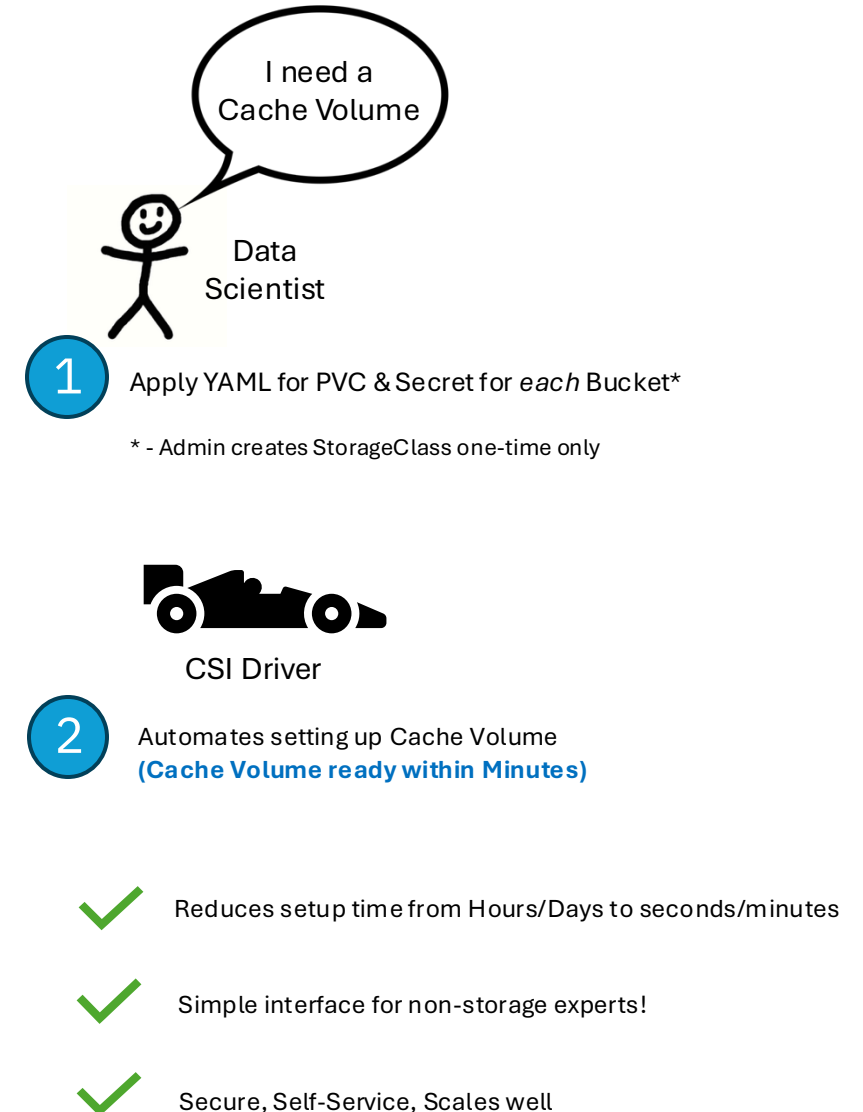 I need a
Cache Volume
Data
Scientist
1
Apply YAML for PVC & Secret for each Bucket*
* - Admin creates StorageClass one-time only
CSI Driver
2
Automates setting up Cache Volume
(Cache Volume ready within Minutes)
Reduces setup time from Hours/Days to seconds/minutes
Simple interface for non-storage experts!
Secure, Self-Service, Scales well